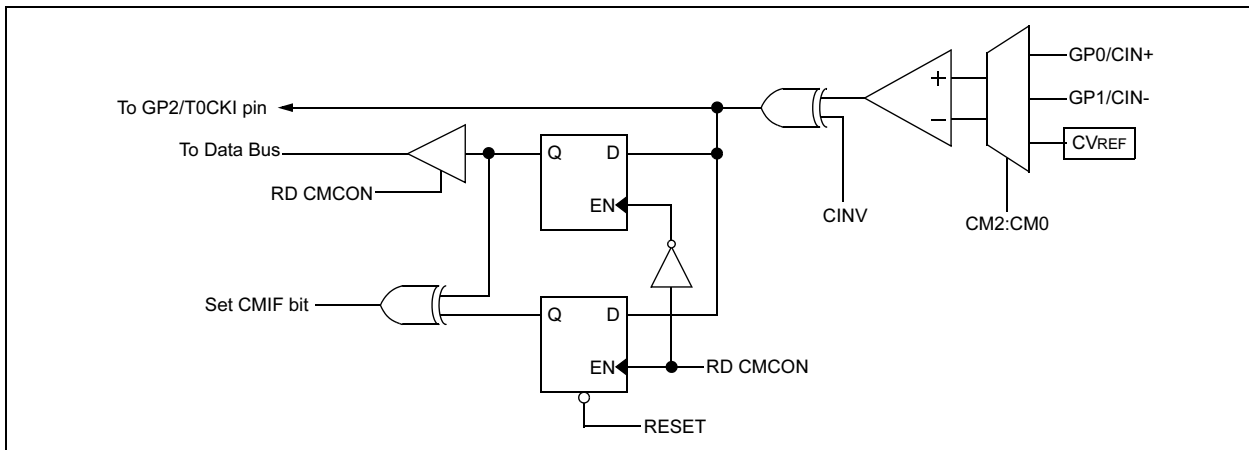 GP0/CIN+
To GP2/T0CKI pin
GP1/CIN-
To Data Bus
Q D
CVREF
RD CMCON
EN
CINV
CM2:CM0
Set CMIF bit
Q D
EN
RD CMCON
RESET